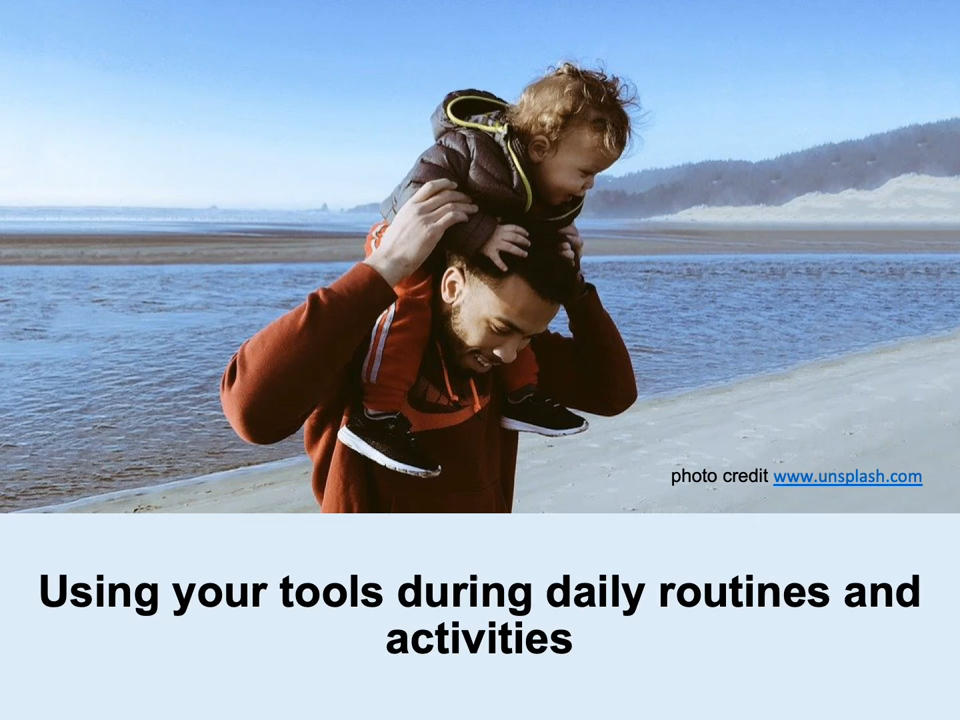 photo credit www.unsplash.com
Using your tools during daily routines and
activities